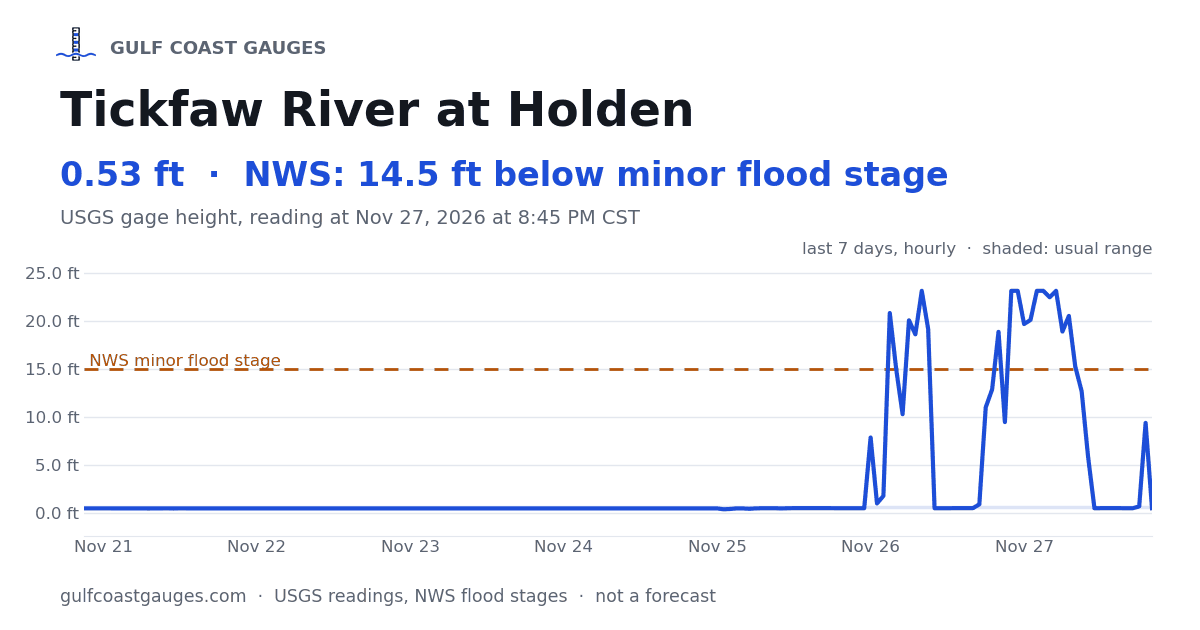 GULF COAST GAUGES
Tickfaw River at Holden
0.53 ft · NWS: 14.5 ft below minor flood stage
USGS gage height, reading at Nov 27, 2026 at 8:45 PM CST
last 7 days, hourly · shaded: usual range
25.0 ft
20.0 ft
NWS minor flood stage
15.0 ft
10.0 ft
5.0 ft
0.0 ft
Nov 21 Nov 22 Nov 23 Nov 24 Nov 25 Nov 26 Nov 27
gulfcoastgauges.com · USGS readings, NWS flood stages · not a forecast